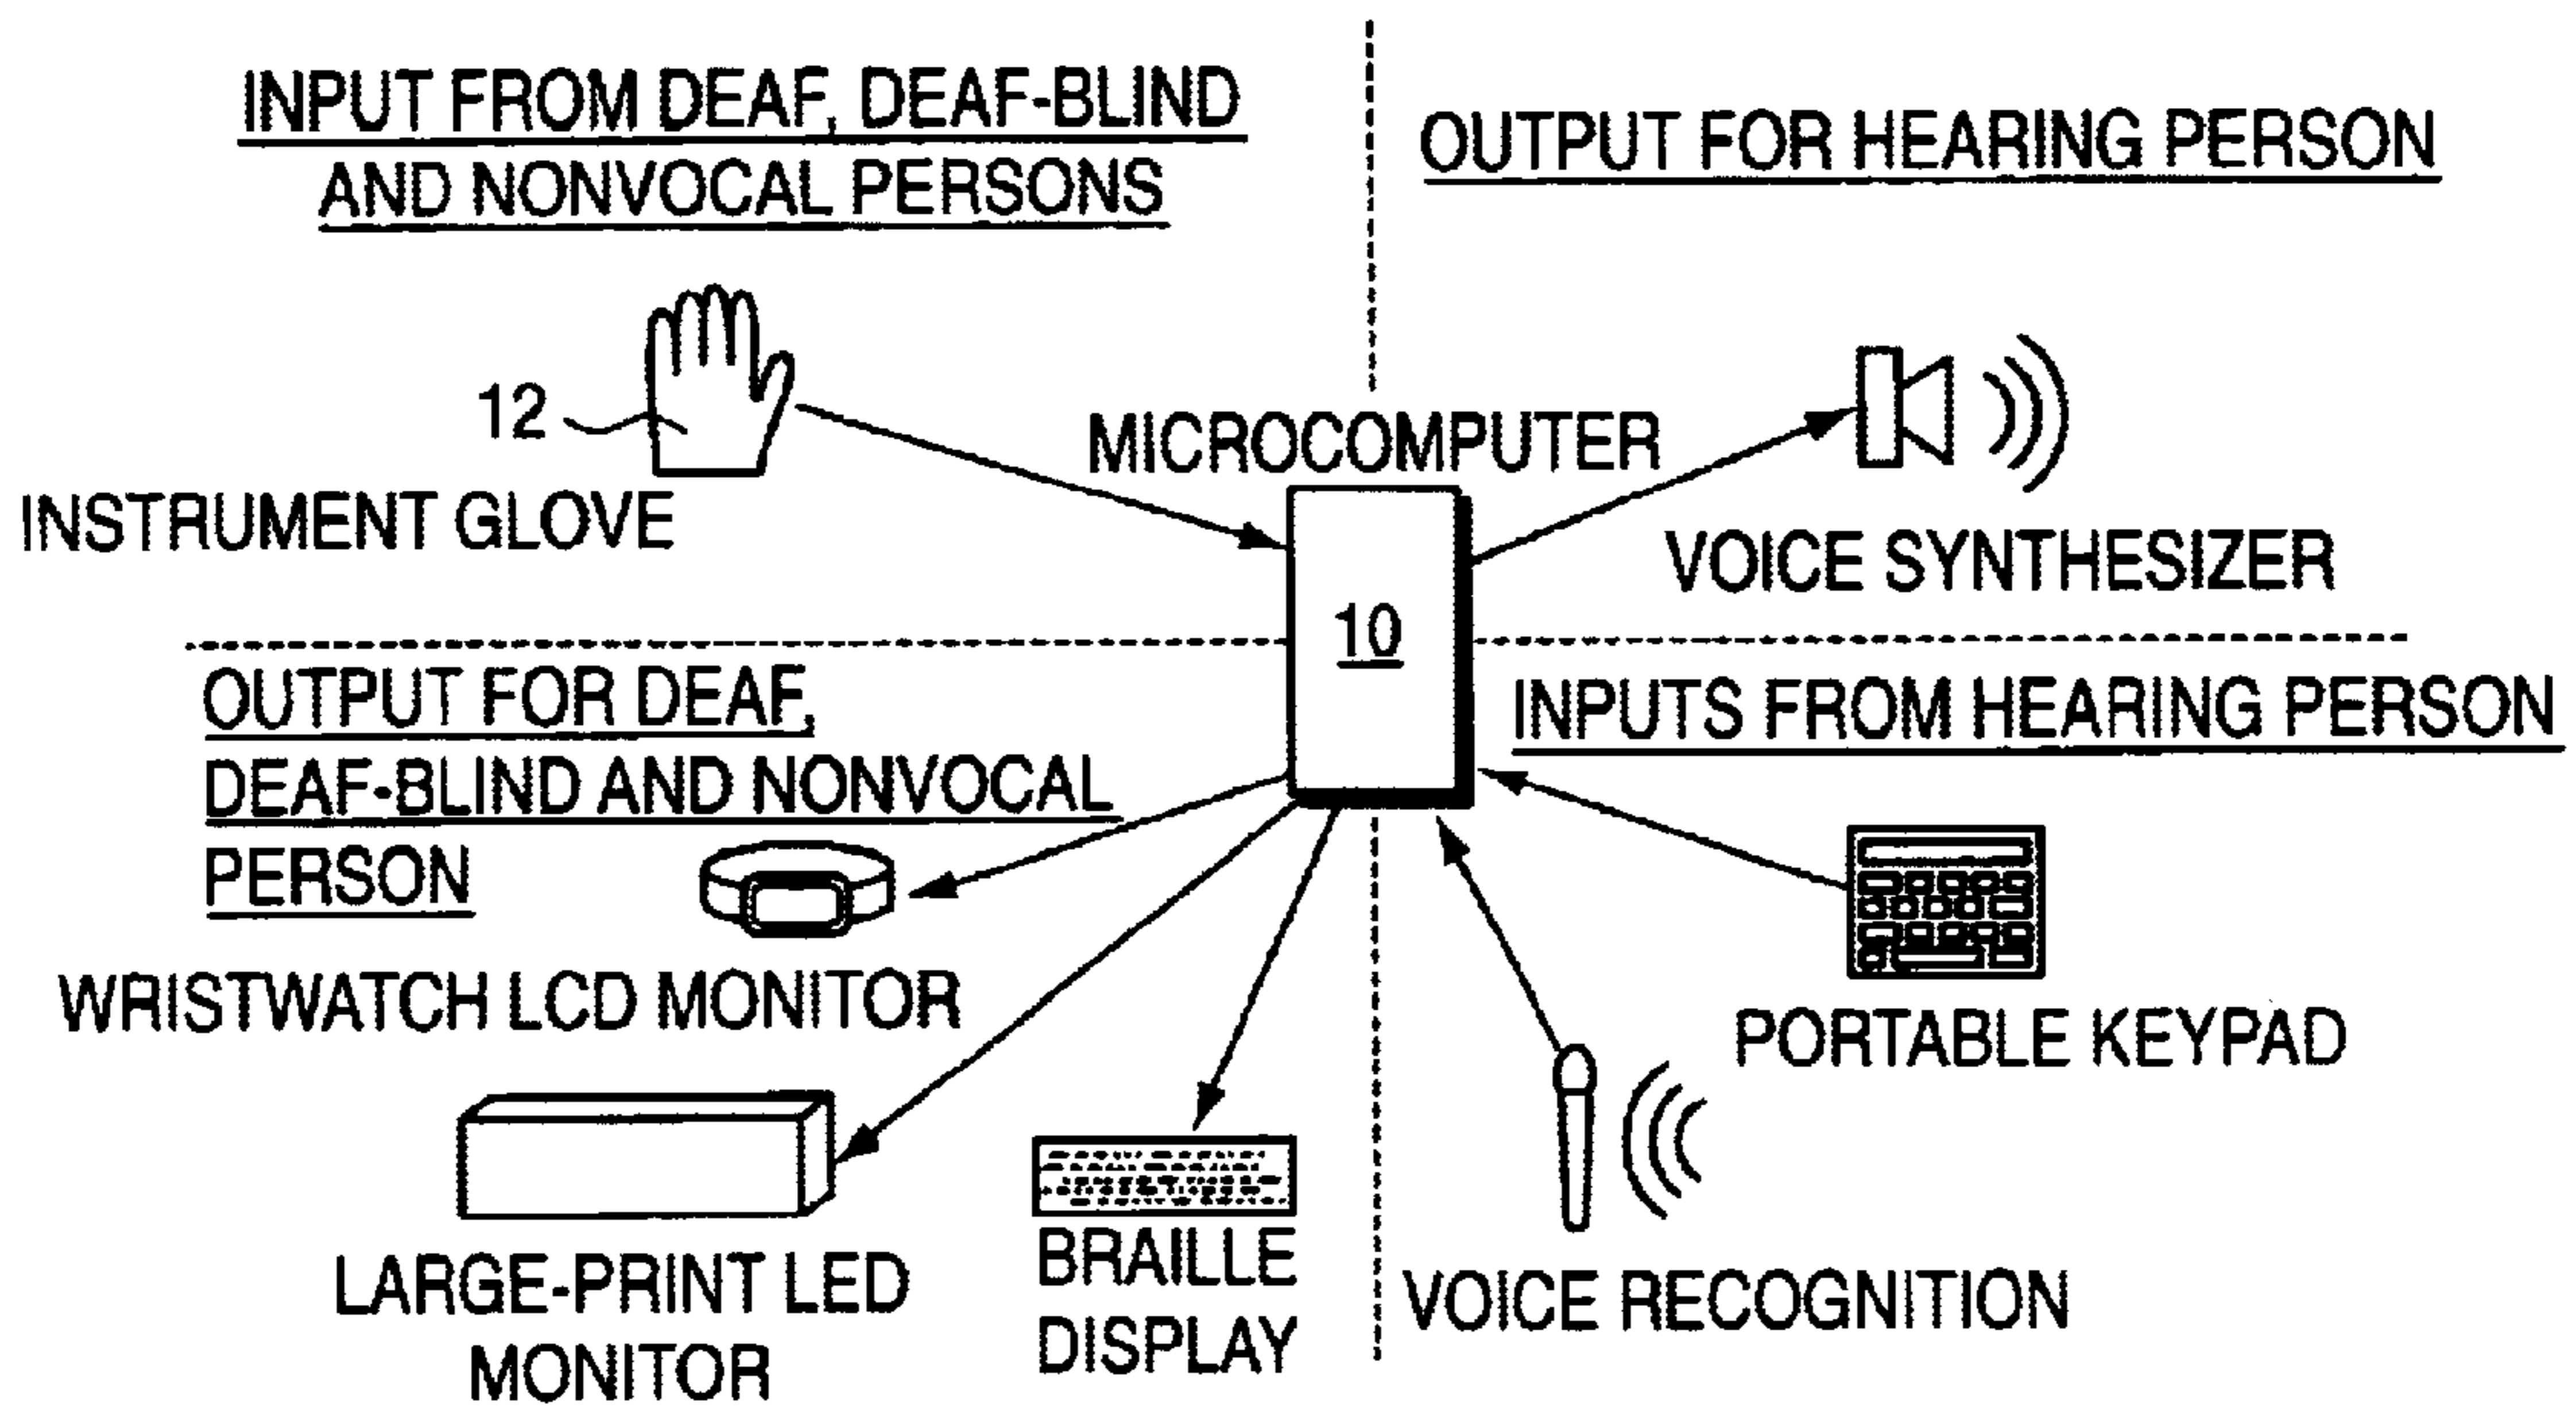 INPUT FROM DEAF, DEAF-BLIND
AND NONVOCAL PERSONS
OUTPUT FOR HEARING PERSON
12
INSTRUMENT GLOVE
MICROCOMPUTER
10
VOICE SYNTHESIZER
OUTPUT FOR DEAF,
DEAF-BLIND AND NONVOCAL
PERSON
WRISTWATCH LCD MONITOR
LARGE-PRINT LED
MONITOR
BRAILLE
DISPLAY
INPUTS FROM HEARING PERSON
PORTABLE KEYPAD
VOICE RECOGNITION